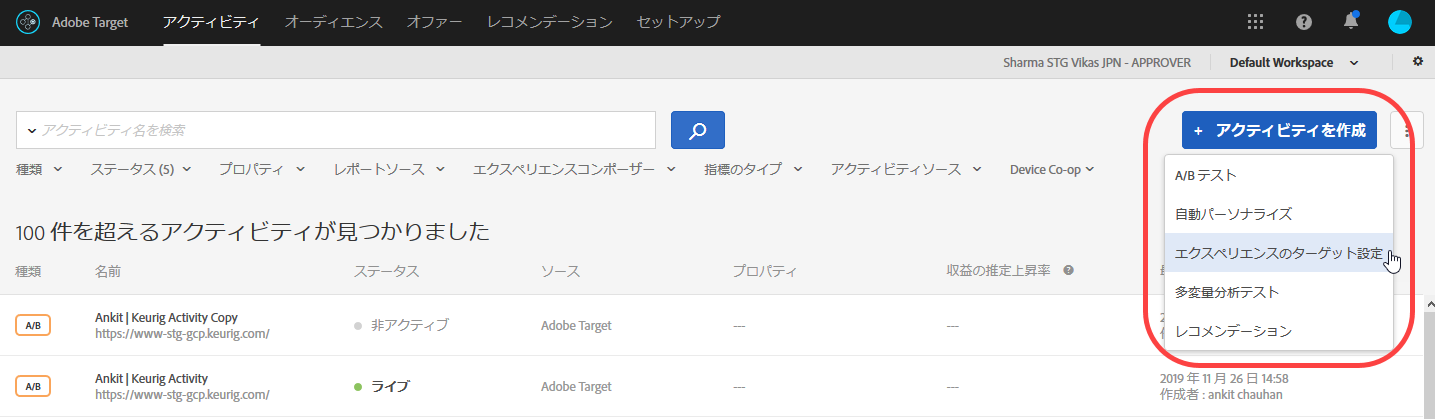 Adobe Target アクティビティ オーディエンス オファー レコメンデーション セットアップ
Sharma STG Vikas JPN - APPROVER Default Workspace
アクティビティ名を検索
+ アクティビティを作成
種類 ステータス (5) プロパティ レポートソース エクスペリエンスコンポーザー 指標のタイプ アクティビティソース Device Co-op
A/B テスト
自動パーソナライズ
エクスペリエンスのターゲット設定
多変量分析テスト
レコメンデーション
100 件を超えるアクティビティが見つかりました
種類 名前 ステータス ソース プロパティ 収益の推定上昇率
A/B Ankit | Keurig Activity Copy 非アクティブ Adobe Target --- ---
https://www-stg-gcp.keurig.com/
A/B Ankit | Keurig Activity ライブ Adobe Target --- --- 2019 年 11 月 26 日 14:58
https://www-stg-gcp.keurig.com/ 作成者 : ankit chauhan